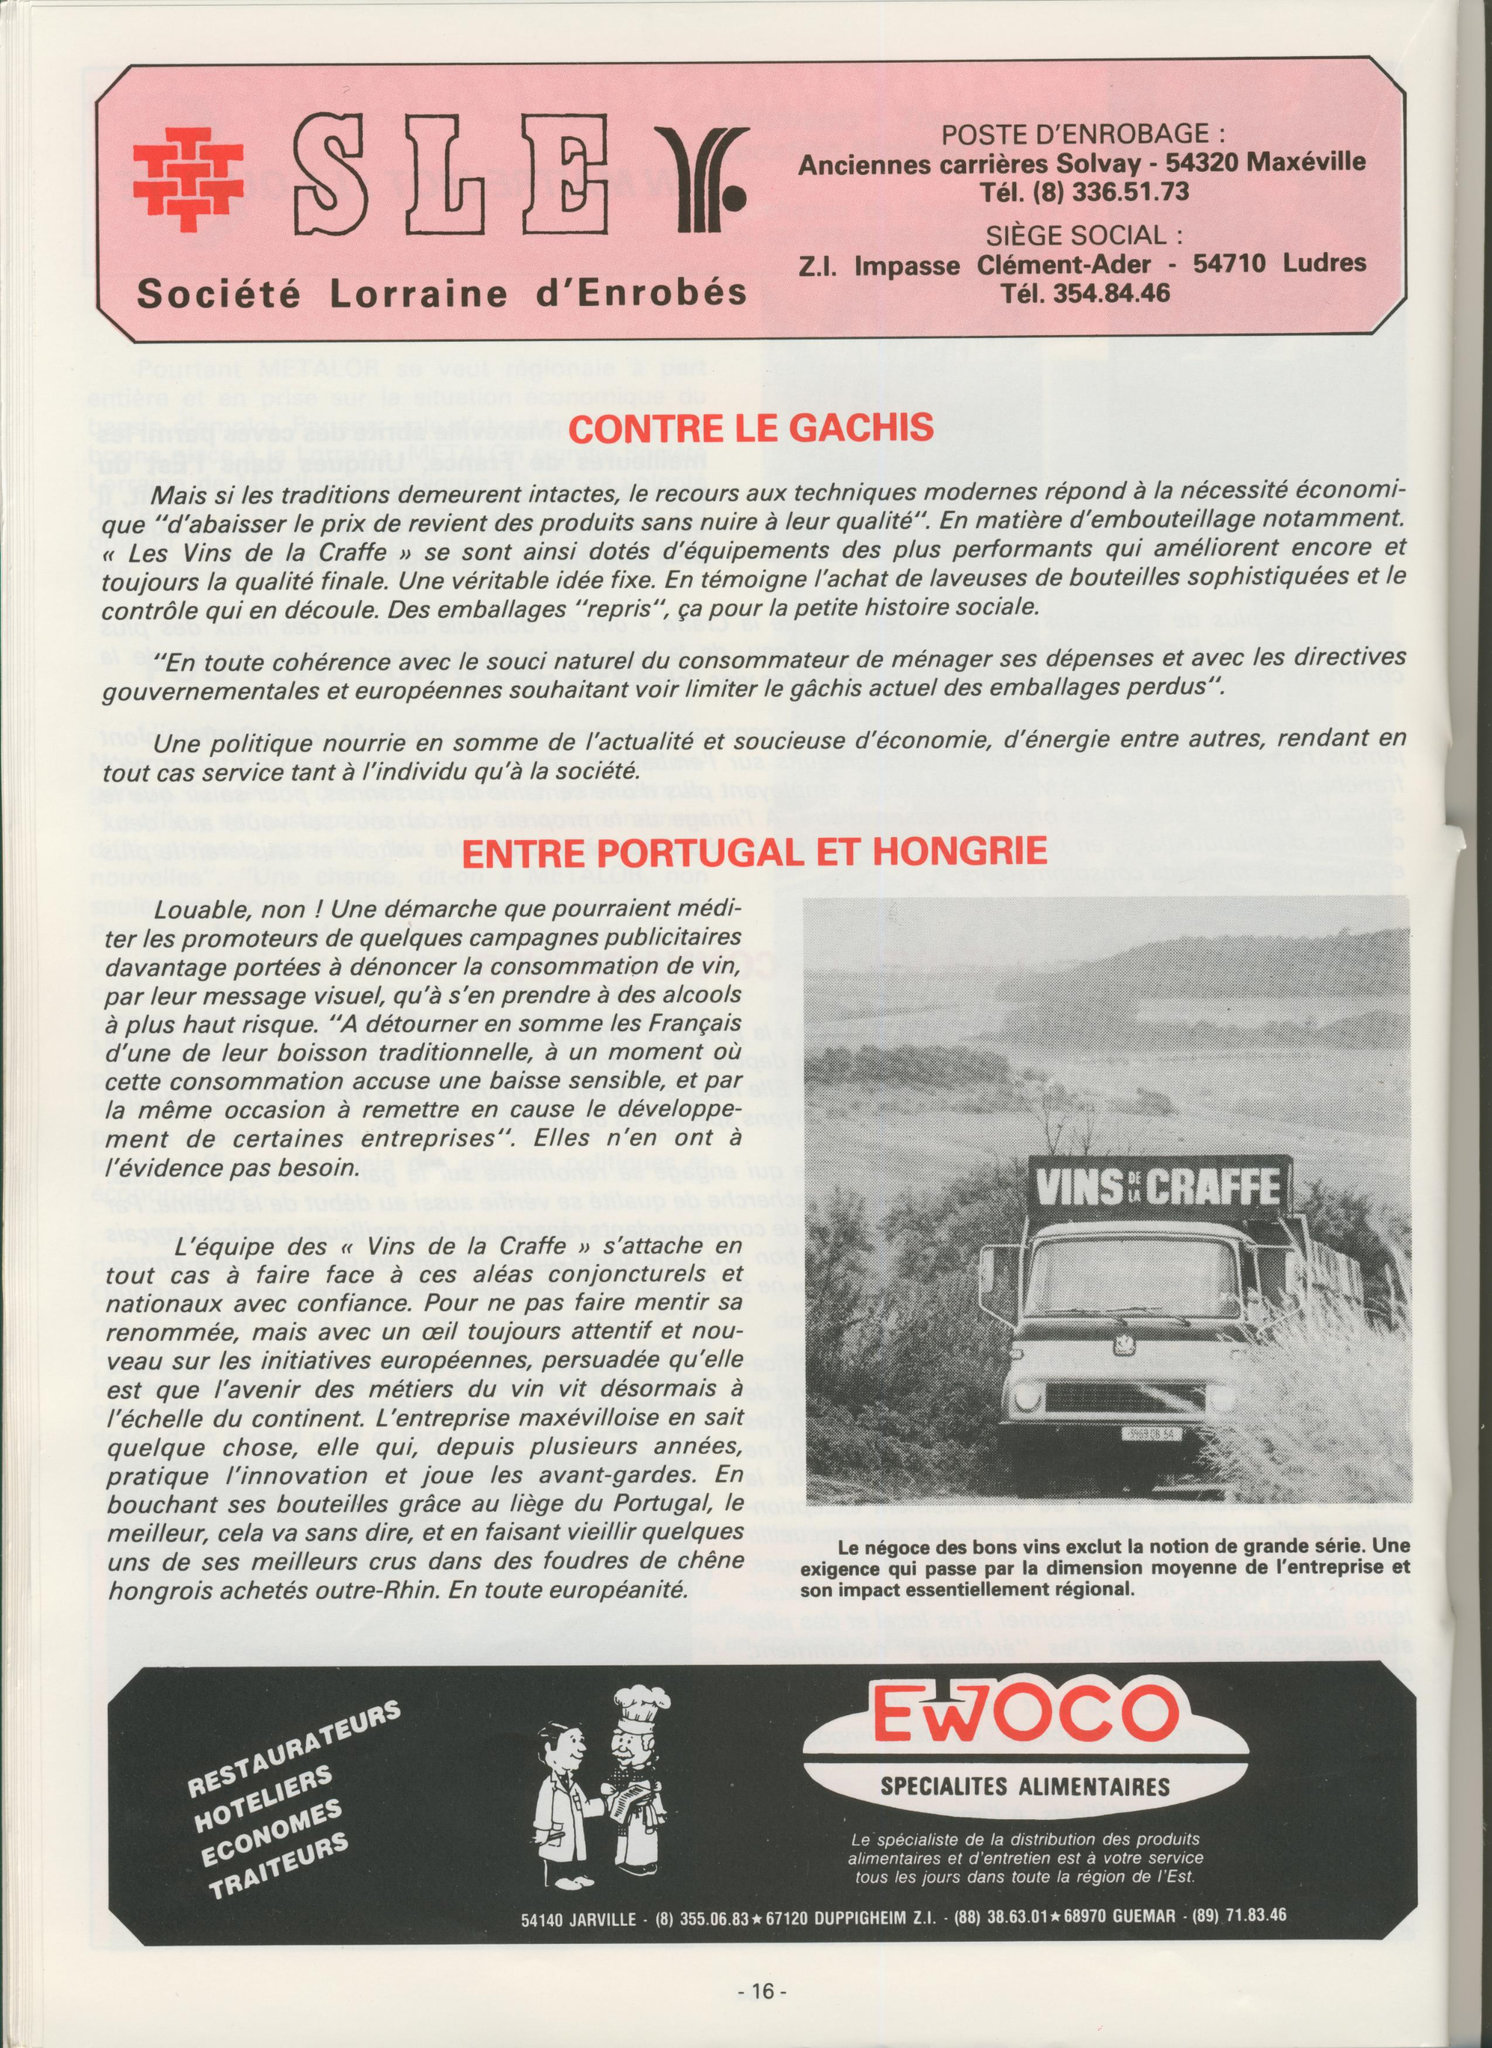 SLE
Société Lorraine d'Enrobés
POSTE D'ENROBAGE :
Anciennes carrières Solvay - 54320 Maxéville
Tél. (8) 336.51.73
SIÈGE SOCIAL :
Z.I. Impasse Clément-Ader - 54710 Ludres
Tél. 354.84.46
CONTRE LE GACHIS
Mais si les traditions demeurent intactes, le recours aux techniques modernes répond à la nécessité économi-
que "d'abaisser le prix de revient des produits sans nuire à leur qualité". En matière d'embouteillage notamment.
« Les Vins de la Craffe » se sont ainsi dotés d'équipements des plus performants qui améliorent encore et
toujours la qualité finale. Une véritable idée fixe. En témoigne l'achat de laveuses de bouteilles sophistiquées et le
contrôle qui en découle. Des emballages "repris", ça pour la petite histoire sociale.
"En toute cohérence avec le souci naturel du consommateur de ménager ses dépenses et avec les directives
gouvernementales et européennes souhaitant voir limiter le gâchis actuel des emballages perdus".
Une politique nourrie en somme de l'actualité et soucieuse d'économie, d'énergie entre autres, rendant en
tout cas service tant à l'individu qu'à la société.
ENTRE PORTUGAL ET HONGRIE
Louable, non ! Une démarche que pourraient médi-
ter les promoteurs de quelques campagnes publicitaires
davantage portées à dénoncer la consommation de vin,
par leur message visuel, qu'à s'en prendre à des alcools
à plus haut risque. "A détourner en somme les Français
d'une de leur boisson traditionnelle, à un moment où
cette consommation accuse une baisse sensible, et par
la même occasion à remettre en cause le développe-
ment de certaines entreprises". Elles n'en ont à
l'évidence pas besoin.
L'équipe des « Vins de la Craffe » s'attache en
tout cas à faire face à ces aléas conjoncturels et
nationaux avec confiance. Pour ne pas faire mentir sa
renommée, mais avec un œil toujours attentif et nou-
veau sur les initiatives européennes, persuadée qu'elle
est que l'avenir des métiers du vin vit désormais à
l'échelle du continent. L'entreprise maxévilloise en sait
quelque chose, elle qui, depuis plusieurs années,
pratique l'innovation et joue les avant-gardes. En
bouchant ses bouteilles grâce au liège du Portugal, le
meilleur, cela va sans dire, et en faisant vieillir quelques
uns de ses meilleurs crus dans des foudres de chêne
hongrois achetés outre-Rhin. En toute européanité.
VINS DE LA CRAFFE
Le négoce des bons vins exclut la notion de grande série. Une
exigence qui passe par la dimension moyenne de l'entreprise et
son impact essentiellement régional.
RESTAURATEURS
HOTELIERS
ECONOMES
TRAITEURS
EWOCO
SPECIALITES ALIMENTAIRES
Le spécialiste de la distribution des produits
alimentaires et d'entretien est à votre service
tous les jours dans toute la région de l'Est.
54140 JARVILLE - (8) 355.06.83 ★ 67120 DUPPIGHEIM Z.I. - (88) 38.63.01 ★ 68970 GUEMAR - (89) 71.83.46
- 16 -